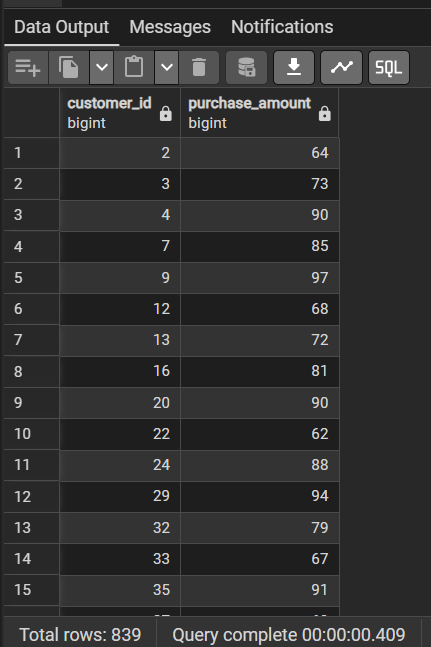 Data Output Messages Notifications
SQL
customer_id purchase_amount
bigint bigint
1 2 64
2 3 73
3 4 90
4 7 85
5 9 97
6 12 68
7 13 72
8 16 81
9 20 90
10 22 62
11 24 88
12 29 94
13 32 79
14 33 67
15 35 91
Total rows: 839 Query complete 00:00:00.409